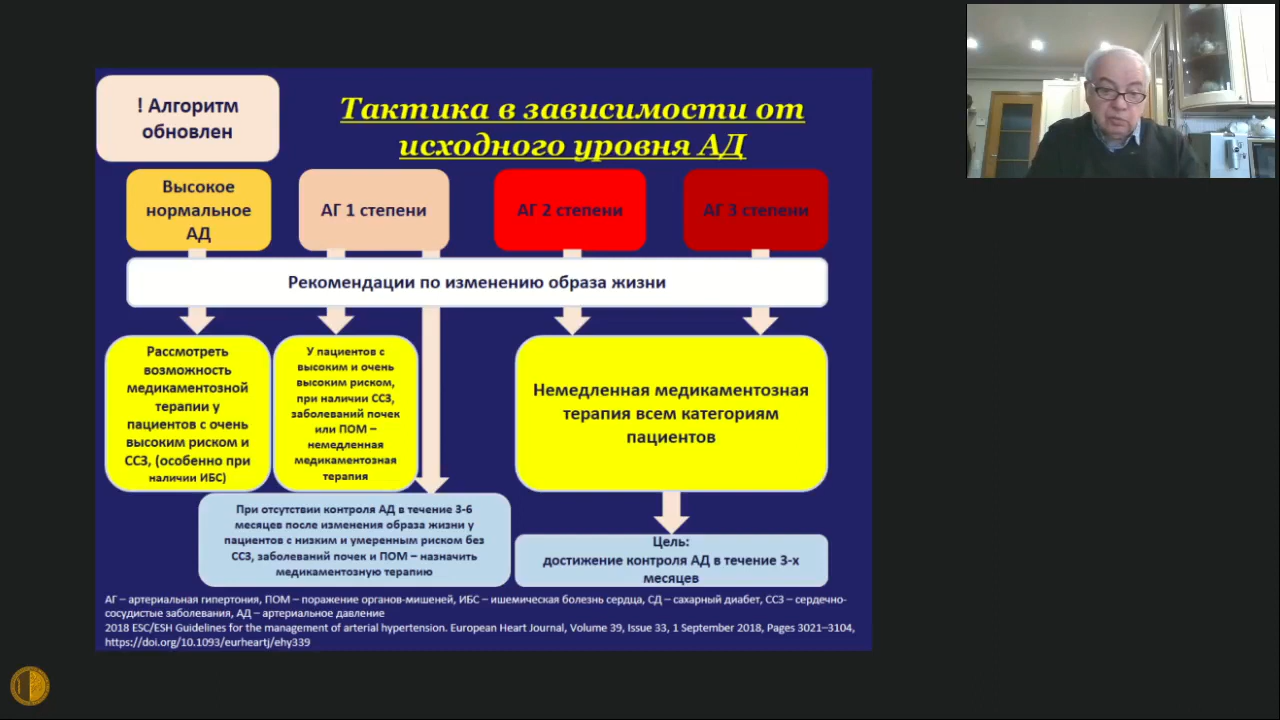 ! Алгоритм
обновлен
Тактика в зависимости от
исходного уровня АД
Высокое
нормальное
АД
АГ 1 степени
АГ 2 степени
АГ 3 степени
Рекомендации по изменению образа жизни
Рассмотреть
возможность
медикаментозной
терапии у
пациентов с очень
высоким риском и
ССЗ, (особенно при
наличии ИБС)
У пациентов с
высоким и очень
высоким риском,
при наличии ССЗ,
заболеваний почек
или ПОМ –
немедленная
медикаментозная
терапия
Немедленная медикаментозная
терапия всем категориям
пациентов
При отсутствии контроля АД в течение 3-6
месяцев после изменения образа жизни у
пациентов с низким и умеренным риском без
ССЗ, заболеваний почек и ПОМ – назначить
медикаментозную терапию
Цель:
достижение контроля АД в течение 3-х
месяцев
АГ – артериальная гипертония, ПОМ – поражение органов-мишеней, ИБС – ишемическая болезнь сердца, СД – сахарный диабет, ССЗ – сердечно-
сосудистые заболевания, АД – артериальное давление
2018 ESC/ESH Guidelines for the management of arterial hypertension. European Heart Journal, Volume 39, Issue 33, 1 September 2018, Pages 3021–3104,
https://doi.org/10.1093/eurheartj/ehy339